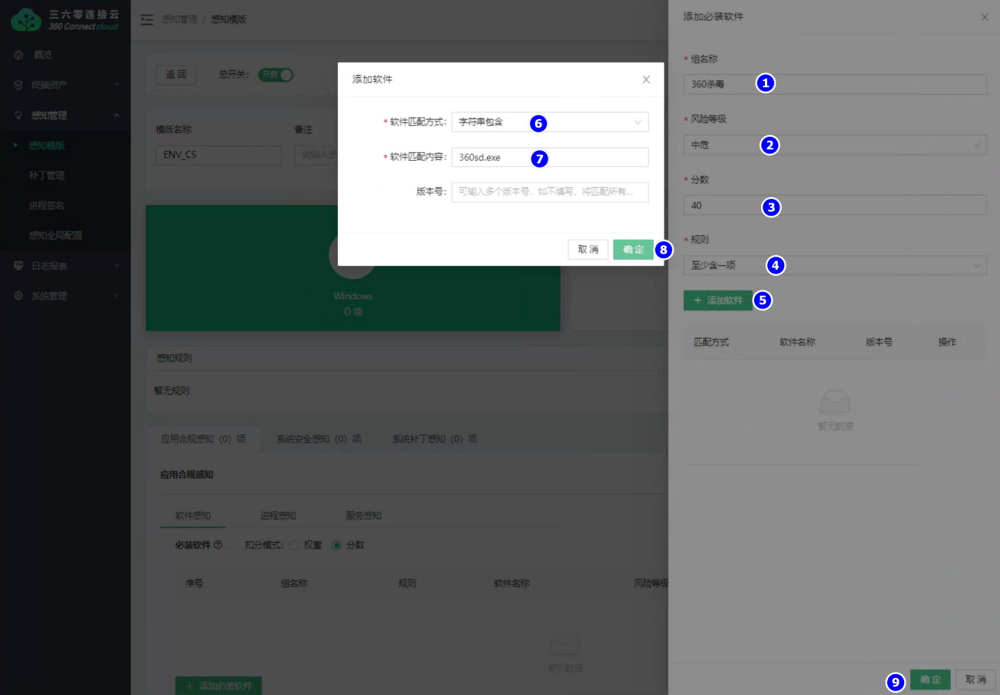 三六零连接云
360 Connect cloud
概览
终端资产
感知管理
感知模版
补丁管理
进程签名
感知全局配置
日志报表
系统管理
感知管理 / 感知模版
返 回
总开关:
开启
模版名称
备注
ENV_CS
请输入感
Windows
0 项
感知规则
暂无规则
应用合规感知 (0) 项
系统安全感知 (0) 项
系统补丁感知 (0) 项
应用合规感知
软件感知
进程感知
服务感知
必装软件
扣分模式:
权重
分数
序号
组名称
规则
软件名称
风险等级
暂无数据
+ 添加必装软件
添加软件
* 软件匹配方式:
字符串包含
6
* 软件匹配内容:
360sd.exe
7
版本号:
可输入多个版本号, 如不填写, 将匹配所有...
取 消
确 定
8
添加必装软件
* 组名称
360杀毒
1
* 风险等级
中危
2
* 分数
40
3
* 规则
至少含一项
4
+ 添加软件
5
匹配方式
软件名称
版本号
操作
暂无数据
9
确 定
取 消